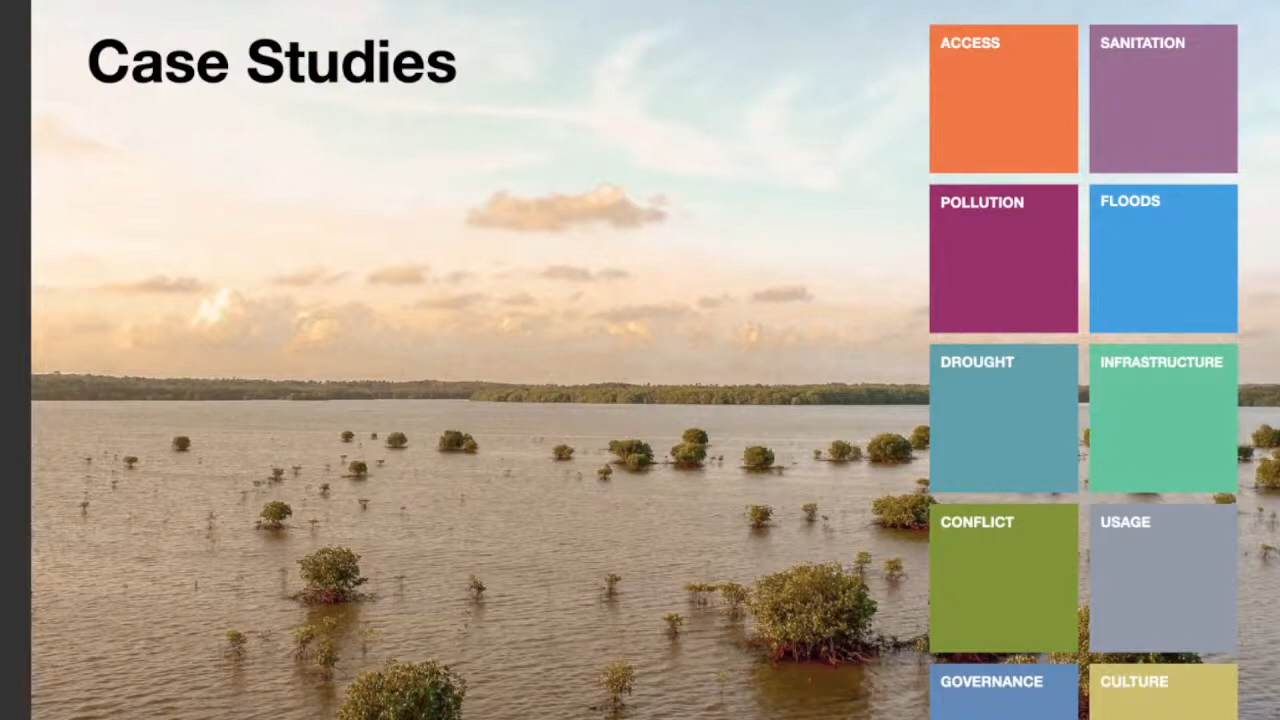 Case Studies
ACCESS
SANITATION
POLLUTION
FLOODS
DROUGHT
INFRASTRUCTURE
CONFLICT
USAGE
GOVERNANCE
CULTURE